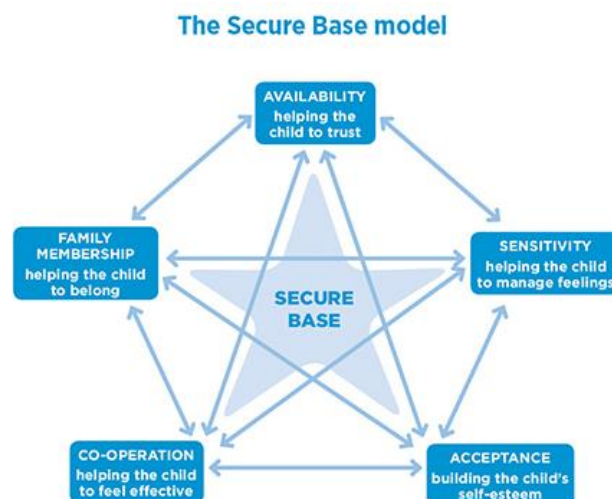 The Secure Base model
AVAILABILITY
helping the
child to trust
FAMILY
MEMBERSHIP
helping the child
to belong
SENSITIVITY
helping the child
to manage feelings
SECURE
BASE
CO-OPERATION
helping the child
to feel effective
ACCEPTANCE
building the child's
self-esteem